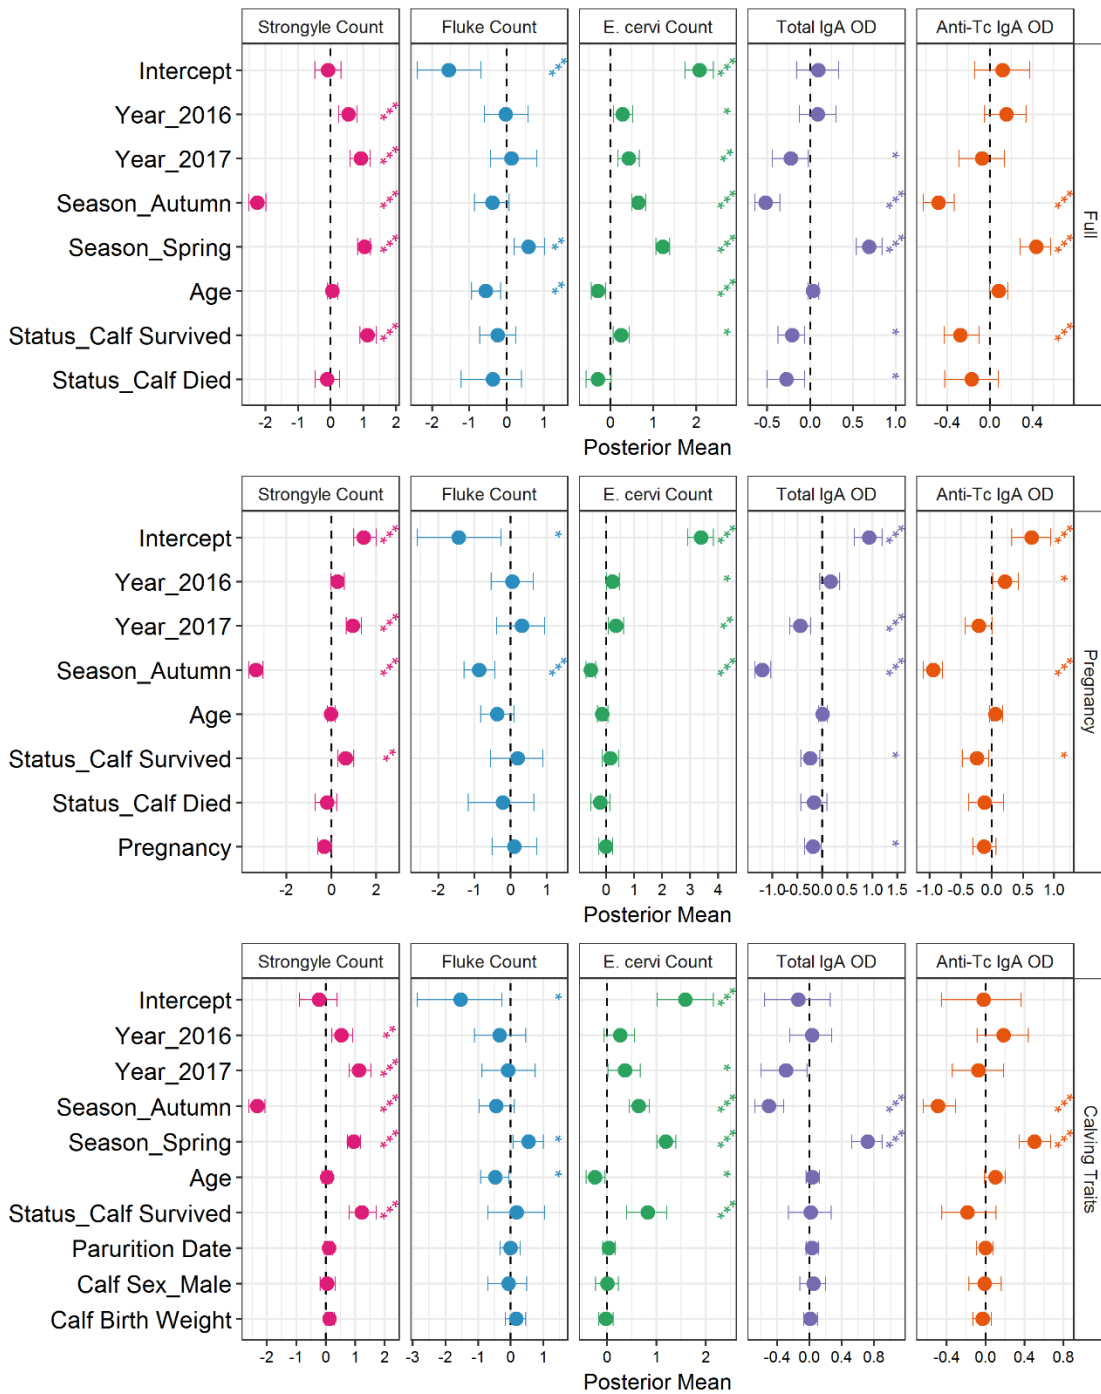 Strongyle Count Fluke Count E. cervi Count Total IgA OD Anti-Tc IgA OD
Intercept *** *** 
Year_2016 *** *
Year_2017 *** ** *
Season_Autumn *** *** *** ***
Season_Spring *** ** *** *** ***
Age ** ***
Status_Calf Survived *** * * ***
Status_Calf Died *
Full
-2 -1 0 1 2 -2 -1 0 1 0 1 2 3 -0.5 0.0 0.5 1.0 -0.4 0.0 0.4
Posterior Mean
Strongyle Count Fluke Count E. cervi Count Total IgA OD Anti-Tc IgA OD
Intercept *** * *** *** ***
Year_2016 * *
Year_2017 *** ** ***
Season_Autumn *** *** *** *** ***
Age
Status_Calf Survived ** * *
Status_Calf Died
Pregnancy *
Pregnancy
-2 0 2 -2 -1 0 1 0 1 2 3 4 -1.0 -0.5 0.0 0.5 1.0 1.5 -1.0 -0.5 0.0 0.5 1.0
Posterior Mean
Strongyle Count Fluke Count E. cervi Count Total IgA OD Anti-Tc IgA OD
Intercept * ***
Year_2016 **
Year_2017 *** *
Season_Autumn *** *** *** ***
Season_Spring *** * *** *** ***
Age * *
Status_Calf Survived *** ***
Parurition Date
Calf Sex_Male
Calf Birth Weight
Calving Traits
-2 -1 0 1 2 -3 -2 -1 0 1 0 1 2 -0.4 0.0 0.4 0.8 -0.4 0.0 0.4 0.8
Posterior Mean